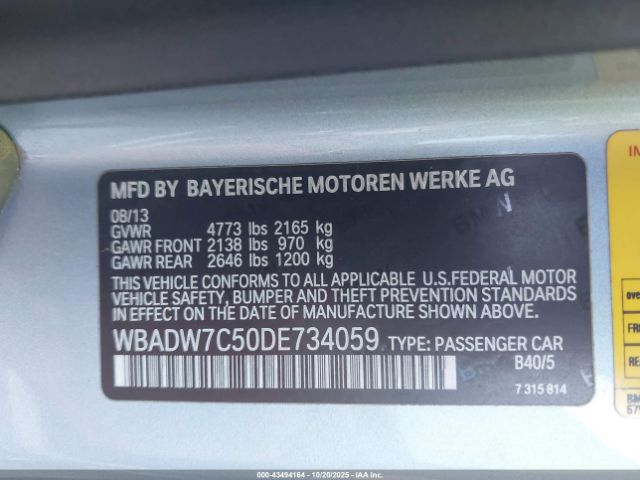 MFD BY BAYERISCHE MOTOREN WERKE AG
08/13
GVWR 4773 lbs 2165 kg
GAWR FRONT 2138 lbs 970 kg
GAWR REAR 2646 lbs 1200 kg
THIS VEHICLE CONFORMS TO ALL APPLICABLE U.S.FEDERAL MOTOR
VEHICLE SAFETY, BUMPER AND THEFT PREVENTION STANDARDS
IN EFFECT ON THE DATE OF MANUFACTURE SHOWN ABOVE.
WBADW7C50DE734059 TYPE: PASSENGER CAR
B40/5
7 315 814
over
000-43494164 - 10/20/2025 - Copyright © IAA, Inc.